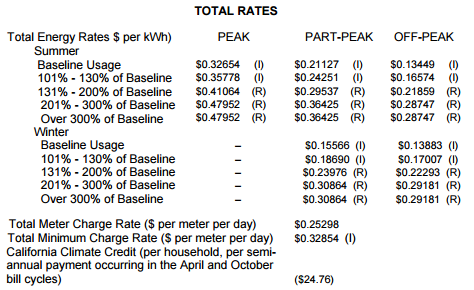 TOTAL RATES
Total Energy Rates $ per kWh) PEAK PART-PEAK OFF-PEAK
Summer
Baseline Usage $0.32654 (I) $0.21127 (I) $0.13449 (I)
101% - 130% of Baseline $0.35778 (I) $0.24251 (I) $0.16574 (I)
131% - 200% of Baseline $0.41064 (R) $0.29537 (R) $0.21859 (R)
201% - 300% of Baseline $0.47952 (R) $0.36425 (R) $0.28747 (R)
Over 300% of Baseline $0.47952 (R) $0.36425 (R) $0.28747 (R)
Winter
Baseline Usage – $0.15566 (I) $0.13883 (I)
101% - 130% of Baseline – $0.18690 (I) $0.17007 (I)
131% - 200% of Baseline – $0.23976 (R) $0.22293 (R)
201% - 300% of Baseline – $0.30864 (R) $0.29181 (R)
Over 300% of Baseline – $0.30864 (R) $0.29181 (R)
Total Meter Charge Rate ($ per meter per day) $0.25298
Total Minimum Charge Rate ($ per meter per day) $0.32854 (I)
California Climate Credit (per household, per semi-
annual payment occurring in the April and October
bill cycles) ($24.76)